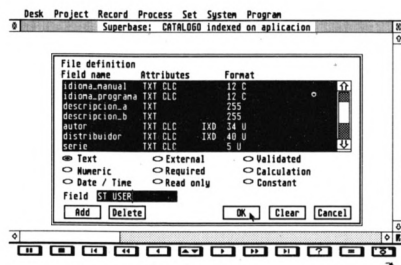 Desk Project Record Process Set System Program
Superbase: CATALOGO indexed on aplicacion
File definition
Field name Attributes Format
idioma_manual TXT CLC 12 C
idioma_programa TXT CLC 12 C
descripcion_a TXT 255
descripcion_b TXT 255
autor TXT CLC IXD 34 U
distribuidor TXT CLC IXD 40 U
serie TXT CLC 5 U
Text External Validated
Numeric Required Calculation
Date / Time Read only Constant
Field ST USER
Add Delete OK Clear Cancel